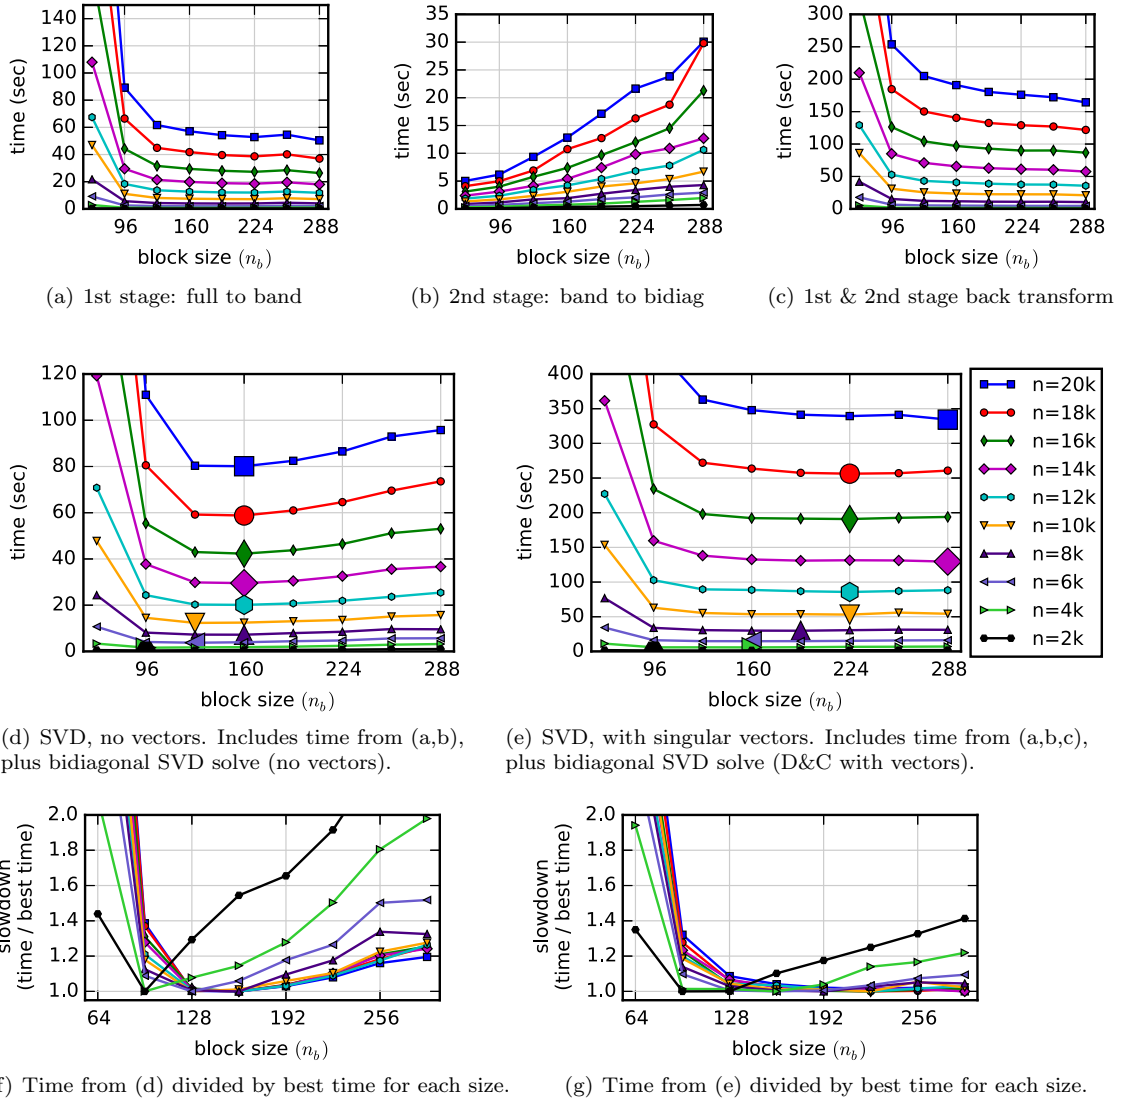 140
120
100
80
60
40
20
0
time (sec)
96 160 224 288
block size (n_b)
(a) 1st stage: full to band
35
30
25
20
15
10
5
0
time (sec)
96 160 224 288
block size (n_b)
(b) 2nd stage: band to bidiag
300
250
200
150
100
50
0
time (sec)
96 160 224 288
block size (n_b)
(c) 1st & 2nd stage back transform
120
100
80
60
40
20
0
time (sec)
96 160 224 288
block size (n_b)
(d) SVD, no vectors. Includes time from (a,b),
plus bidiagonal SVD solve (no vectors).
400
350
300
250
200
150
100
50
0
time (sec)
96 160 224 288
block size (n_b)
(e) SVD, with singular vectors. Includes time from (a,b,c),
plus bidiagonal SVD solve (D&C with vectors).
n=20k
n=18k
n=16k
n=14k
n=12k
n=10k
n=8k
n=6k
n=4k
n=2k
2.0
1.8
1.6
1.4
1.2
1.0
slowdown
(time / best time)
64 128 192 256
block size (n_b)
f) Time from (d) divided by best time for each size.
2.0
1.8
1.6
1.4
1.2
1.0
slowdown
(time / best time)
64 128 192 256
block size (n_b)
(g) Time from (e) divided by best time for each size.